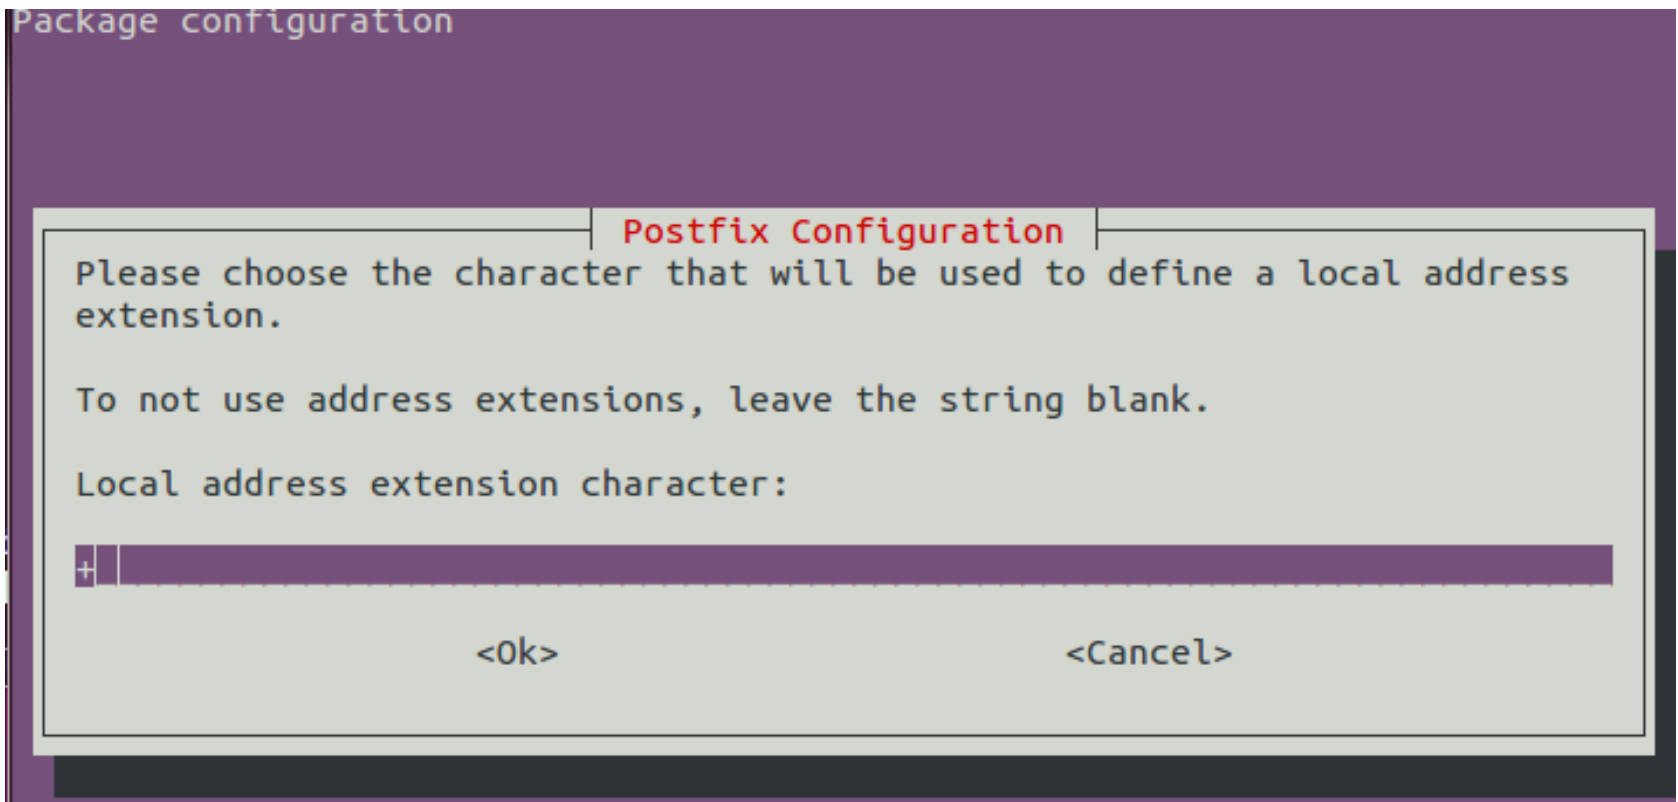 Package configuration
Postfix Configuration
Please choose the character that will be used to define a local address
extension.
To not use address extensions, leave the string blank.
Local address extension character:
+
<Ok> <Cancel>